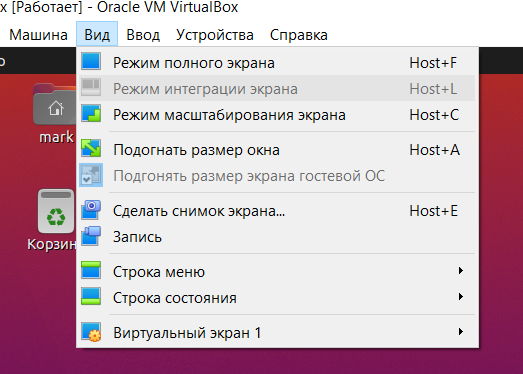 x [Работает] - Oracle VM VirtualBox
Машина Вид Ввод Устройства Справка
Режим полного экрана Host+F
Режим интеграции экрана Host+L
Режим масштабирования экрана Host+C
mark
Подогнать размер окна Host+A
Подгонять размер экрана гостевой ОС
Сделать снимок экрана... Host+E
Запись
Корзин
Строка меню
Строка состояния
Виртуальный экран 1